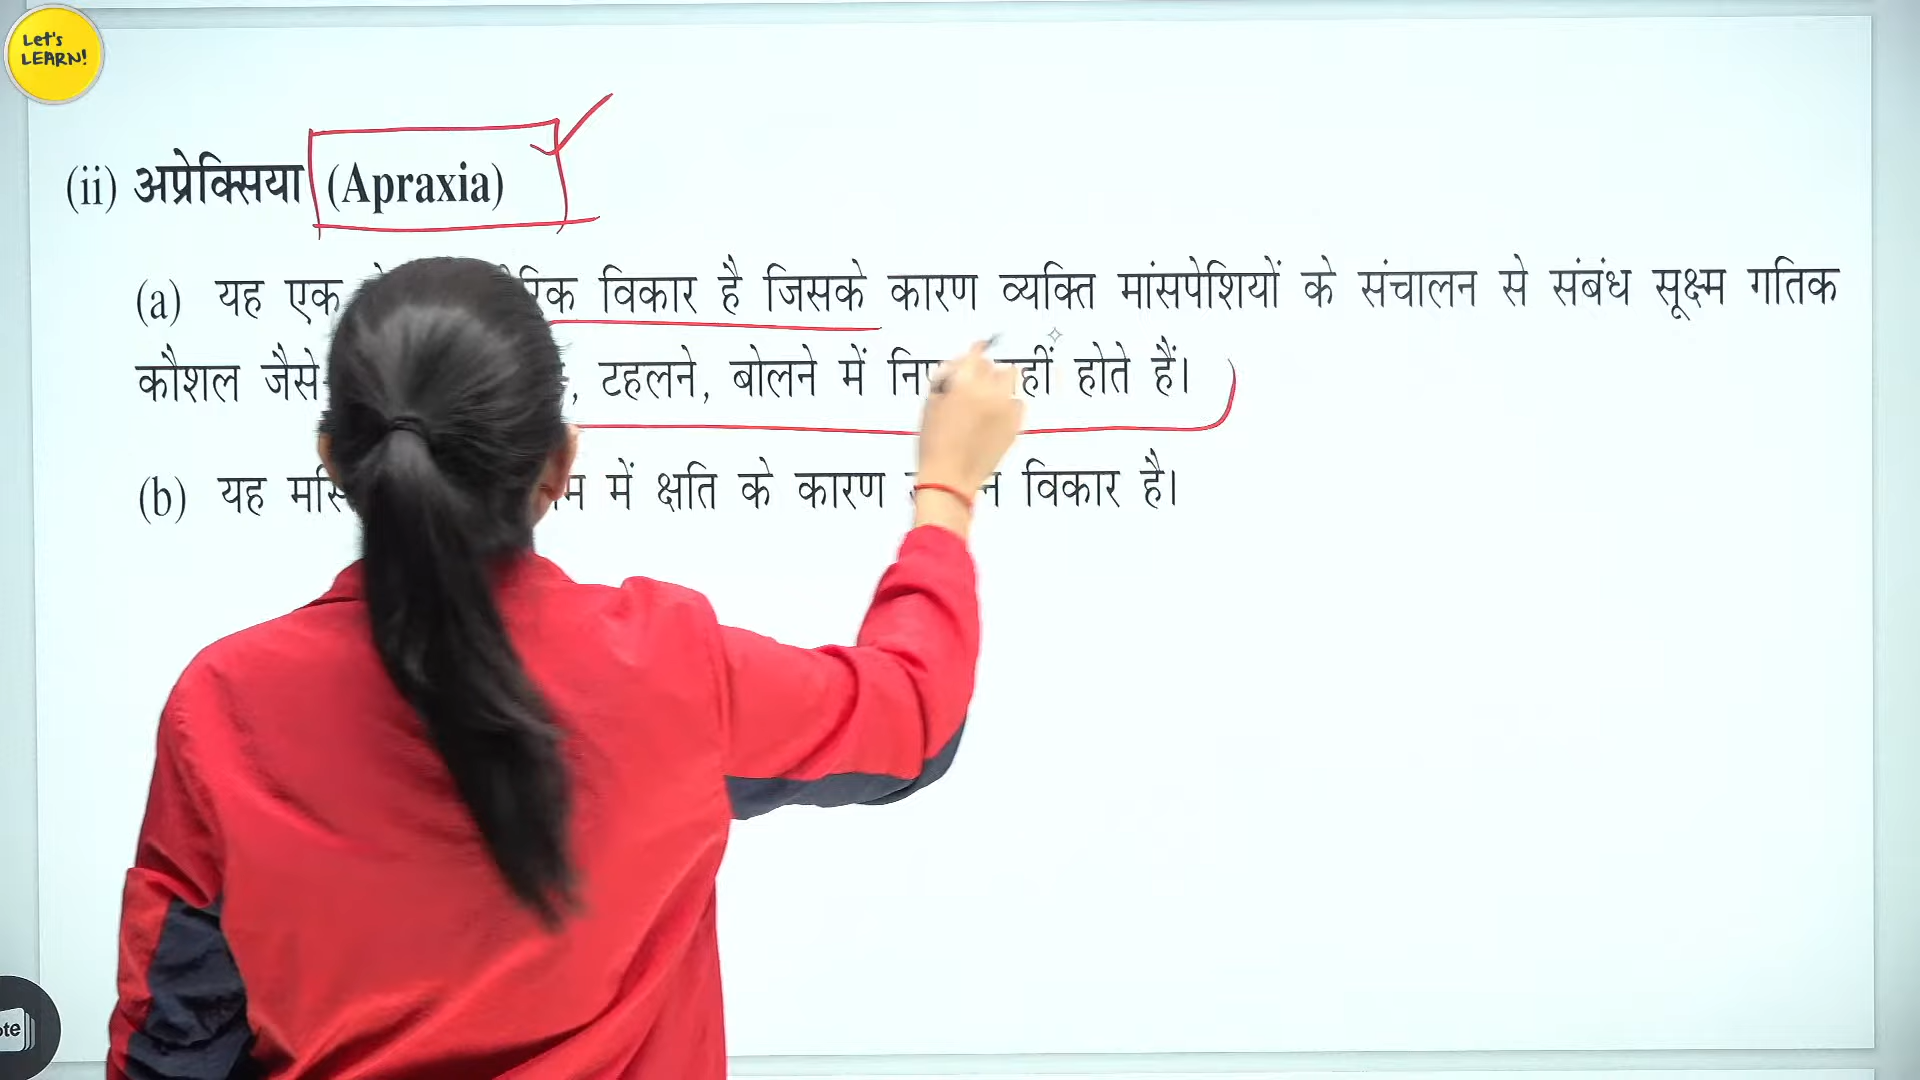 Let's
LEARN!
(ii) अप्रेक्सिया (Apraxia)
(a) यह एक विकार है जिसके कारण व्यक्ति मांसपेशियों के संचालन से संबंध सूक्ष्म गतिक
कौशल जैसे टहलने, बोलने में होते हैं।
(b) यह में क्षति के कारण विकार है।